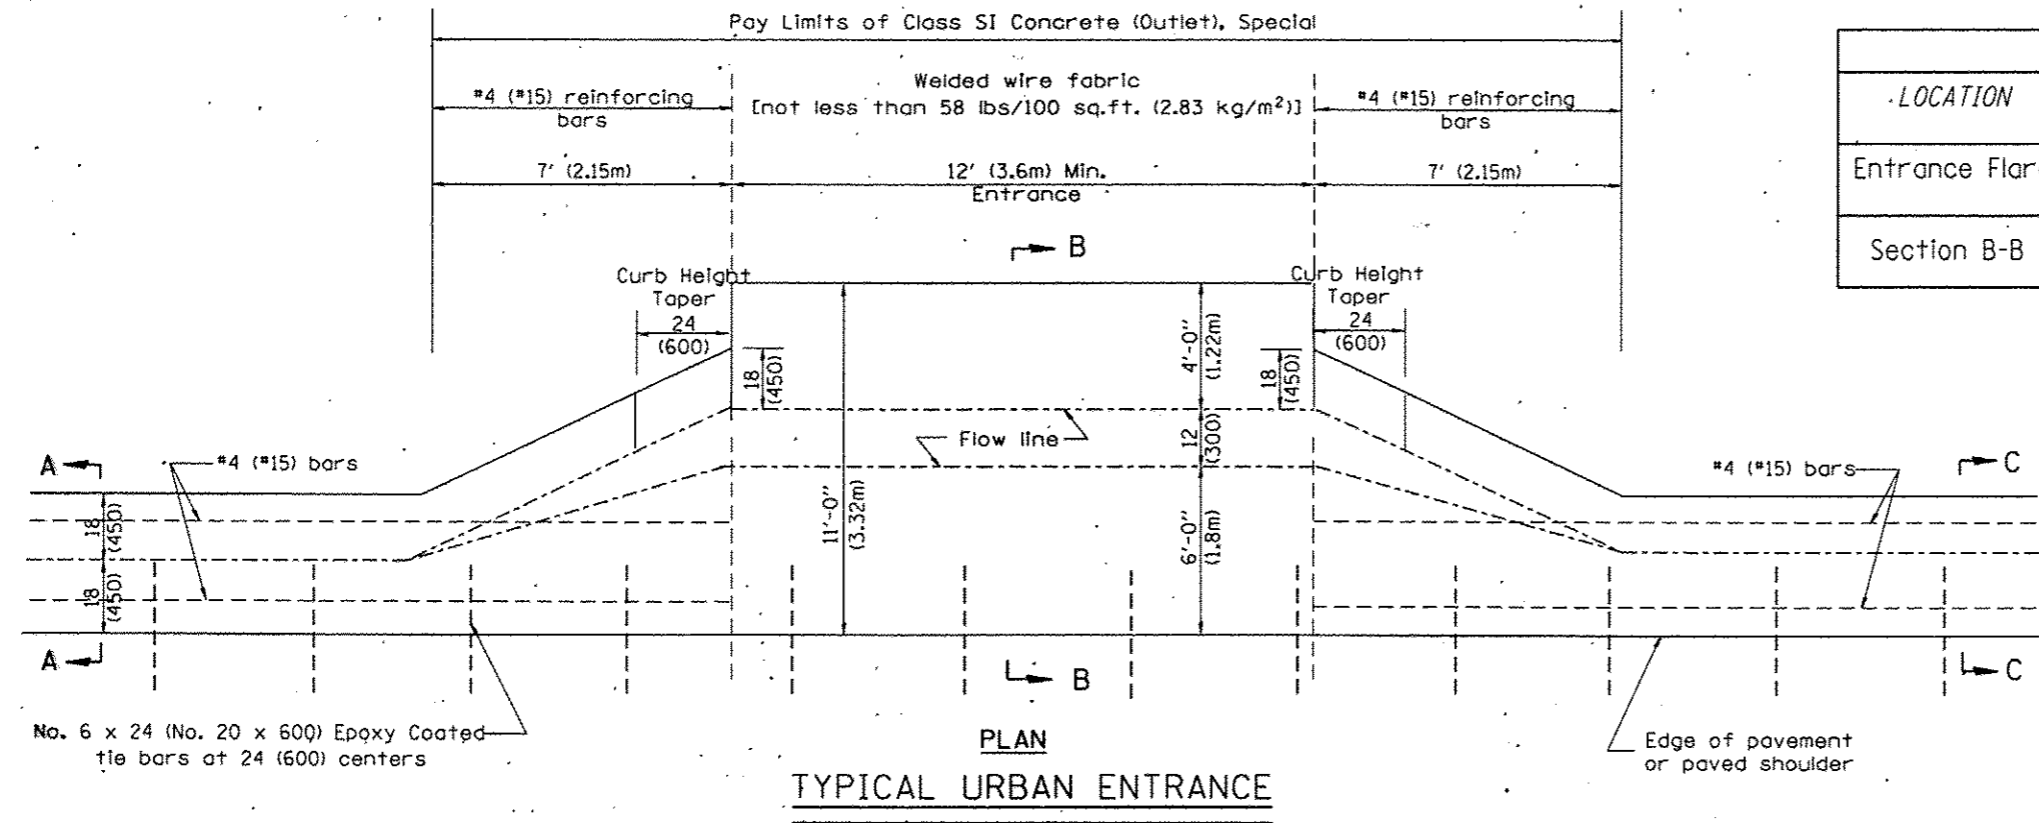 Pay Limits of Class SI Concrete (Outlet), Special
Welded wire fabric
[not less than 58 lbs/100 sq.ft. (2.83 kg/m²)]
#4 (#15) reinforcing
bars
#4 (#15) reinforcing
bars
7' (2.15m)
12' (3.6m) Min.
Entrance
7' (2.15m)
LOCATION
Entrance Flar
Section B-B
B
Curb Height
Taper
24
(600)
Curb Height
Taper
24
(600)
18
(450)
18
(450)
4'-0"
(1.22m)
12
(300)
6'-0"
(1.8m)
11'-0"
(3.32m)
Flow line
A
#4 (#15) bars
18
(450)
18
(450)
A
#4 (#15) bars
C
C
B
No. 6 x 24 (No. 20 x 600) Epoxy Coated
tie bars at 24 (600) centers
Edge of pavement
or paved shoulder
PLAN
TYPICAL URBAN ENTRANCE